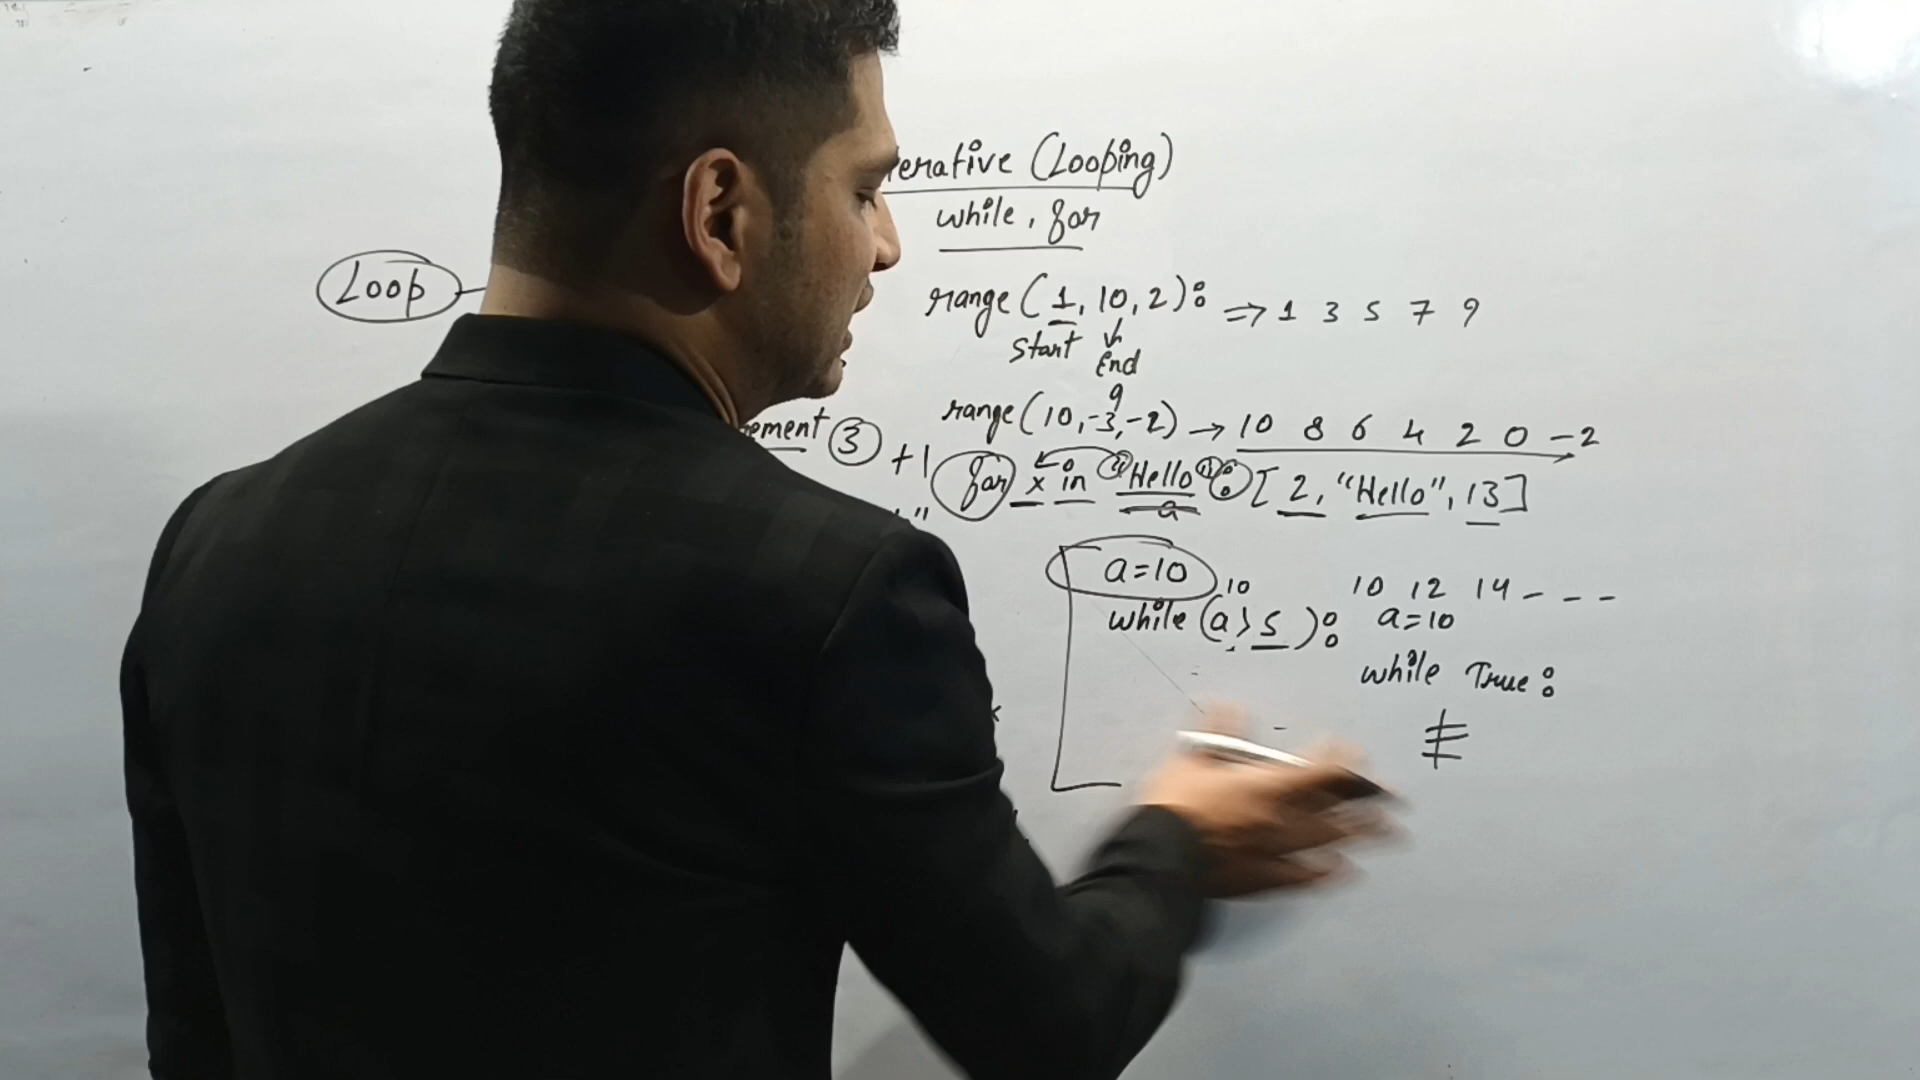 erative (Looping)
while, for
Loop
range (1, 10, 2): => 1 3 5 7 9
Start End
9
range(10,-3,-2) → 10 8 6 4 2 0 -2
ement 3 +1
for x in "Hello": [2, "Hello", 13]
a
a=10
10
while (a>5):
10 12 14 - - -
a=10
while True: